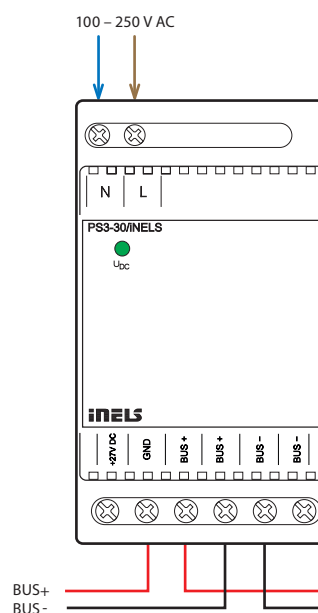 100 – 250 V AC
N L
PS3-30/iNELS
UDC
iNELS
+27V DC GND BUS + BUS + BUS - BUS -
BUS+
BUS-